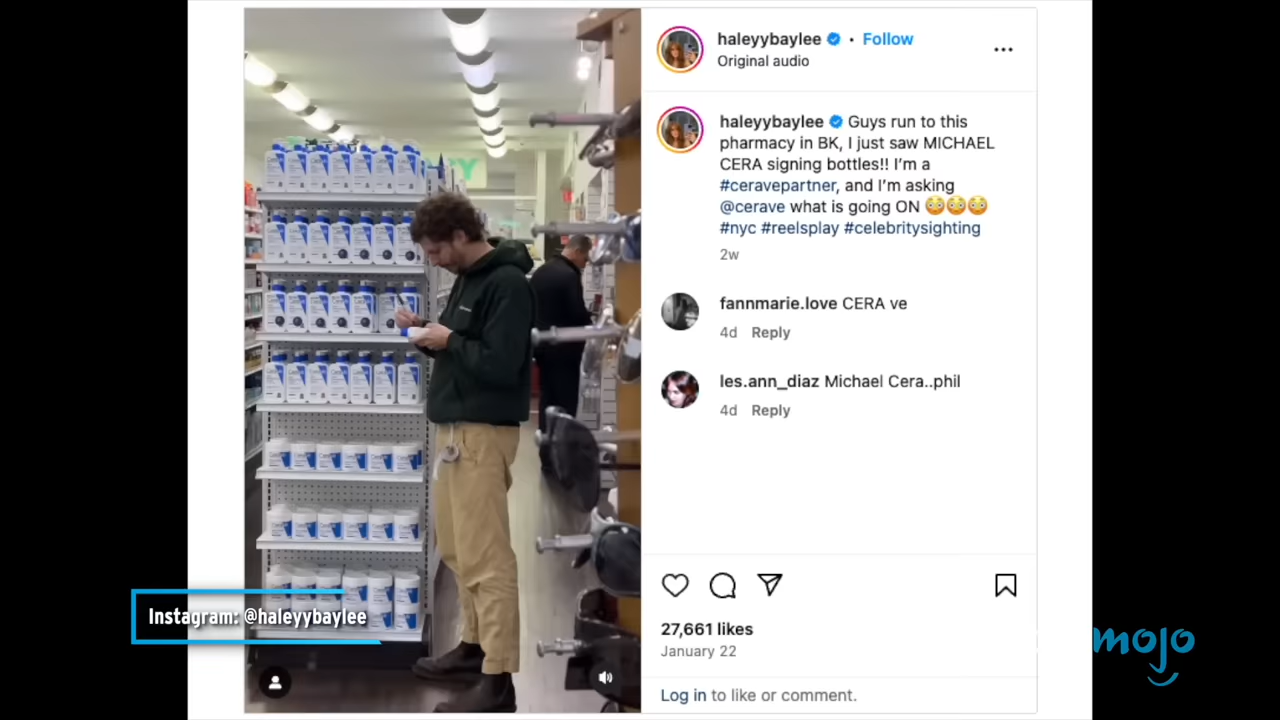 haleyybaylee • Follow
Original audio
haleyybaylee Guys run to this
pharmacy in BK, I just saw MICHAEL
CERA signing bottles!! I'm a
#ceravepartner, and I'm asking
@cerave what is going ON 😳😳😳
#nyc #reelsplay #celebritysighting
2w
fannmarie.love CERA ve
4d Reply
les.ann_diaz Michael Cera..phil
4d Reply
27,661 likes
January 22
Log in to like or comment.
Instagram: @haleyybaylee
mojo